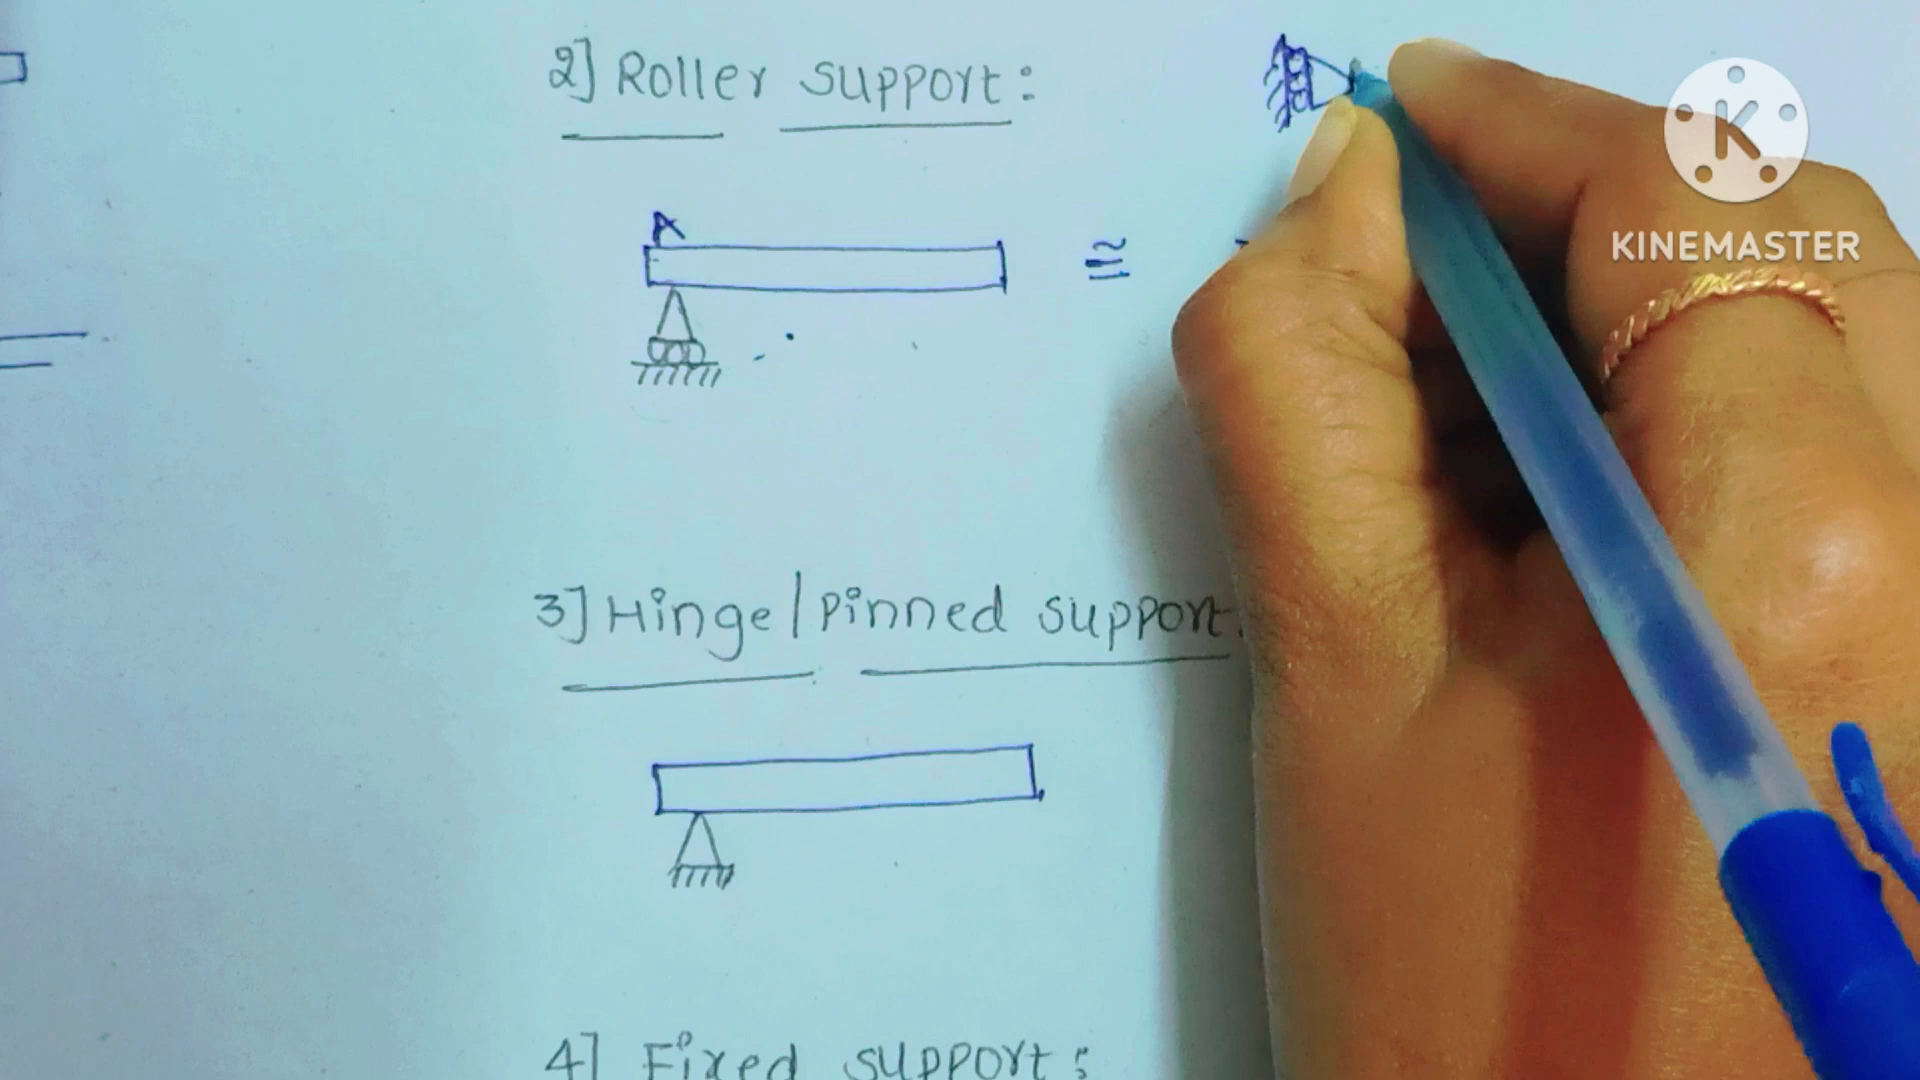 2] Roller support:
A
≅
K
KINEMASTER
3] Hinge/pinned support.
4] Fixed support: